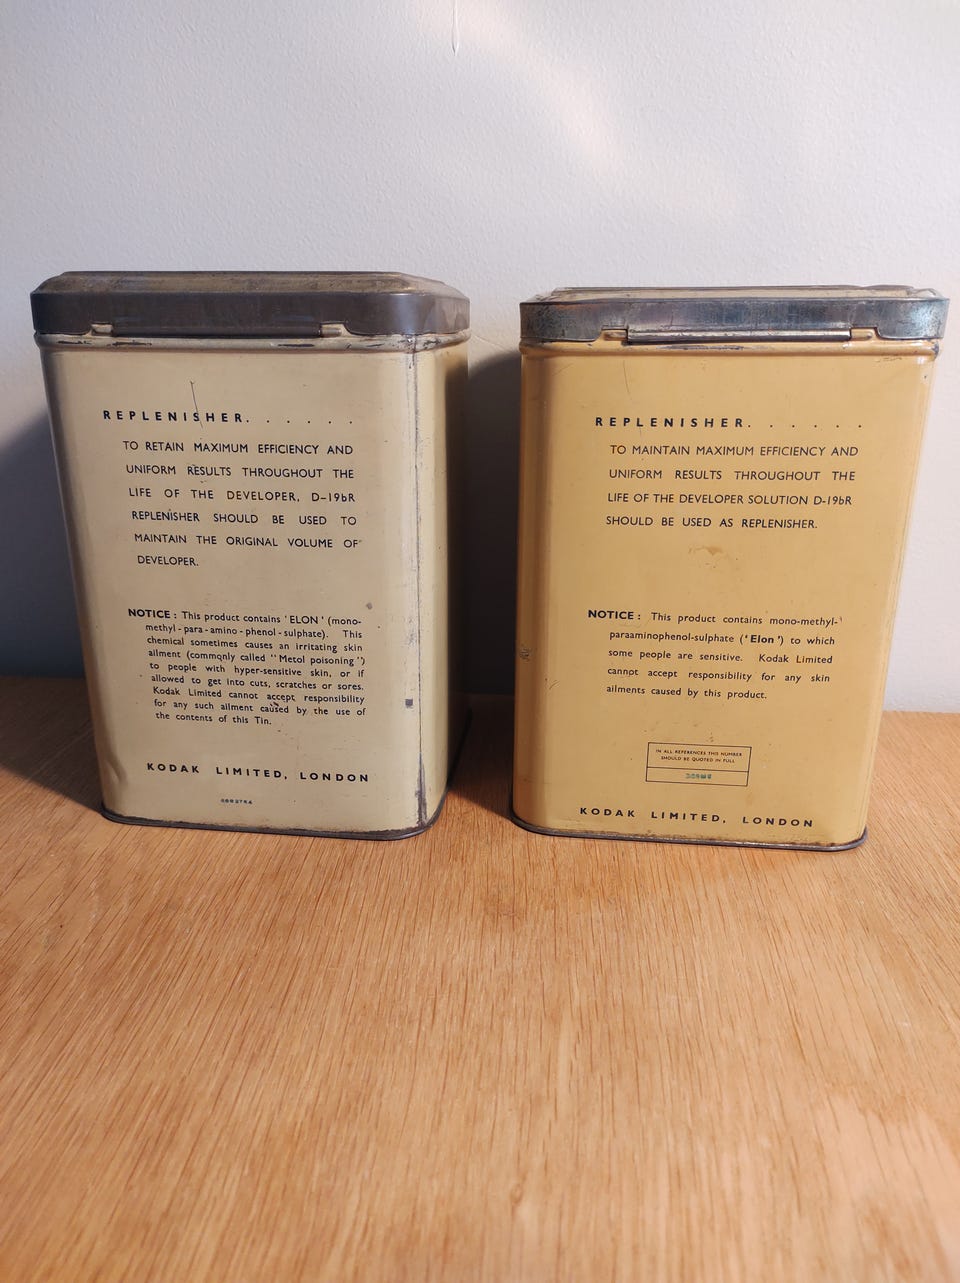 REPLENISHER. . . . . .
TO RETAIN MAXIMUM EFFICIENCY AND
UNIFORM RESULTS THROUGHOUT THE
LIFE OF THE DEVELOPER, D-19bR
REPLENISHER SHOULD BE USED TO
MAINTAIN THE ORIGINAL VOLUME OF
DEVELOPER.
NOTICE : This product contains 'ELON' (mono-
methyl-para-amino-phenol-sulphate). This
chemical sometimes causes an irritating skin
ailment (commonly called "Metol poisoning")
to people with hyper-sensitive skin, or if
allowed to get into cuts, scratches or sores.
Kodak Limited cannot accept responsibility
for any such ailment caused by the use of
the contents of this Tin.
KODAK LIMITED, LONDON
REPLENISHER. . . . . .
TO MAINTAIN MAXIMUM EFFICIENCY AND
UNIFORM RESULTS THROUGHOUT THE
LIFE OF THE DEVELOPER SOLUTION D-19bR
SHOULD BE USED AS REPLENISHER.
NOTICE : This product contains mono-methyl-
paraaminophenol-sulphate ('Elon') to which
some people are sensitive. Kodak Limited
cannot accept responsibility for any skin
ailments caused by this product.
IN ALL REFERENCES THIS NUMBER
SHOULD BE QUOTED IN FULL
KODAK LIMITED, LONDON